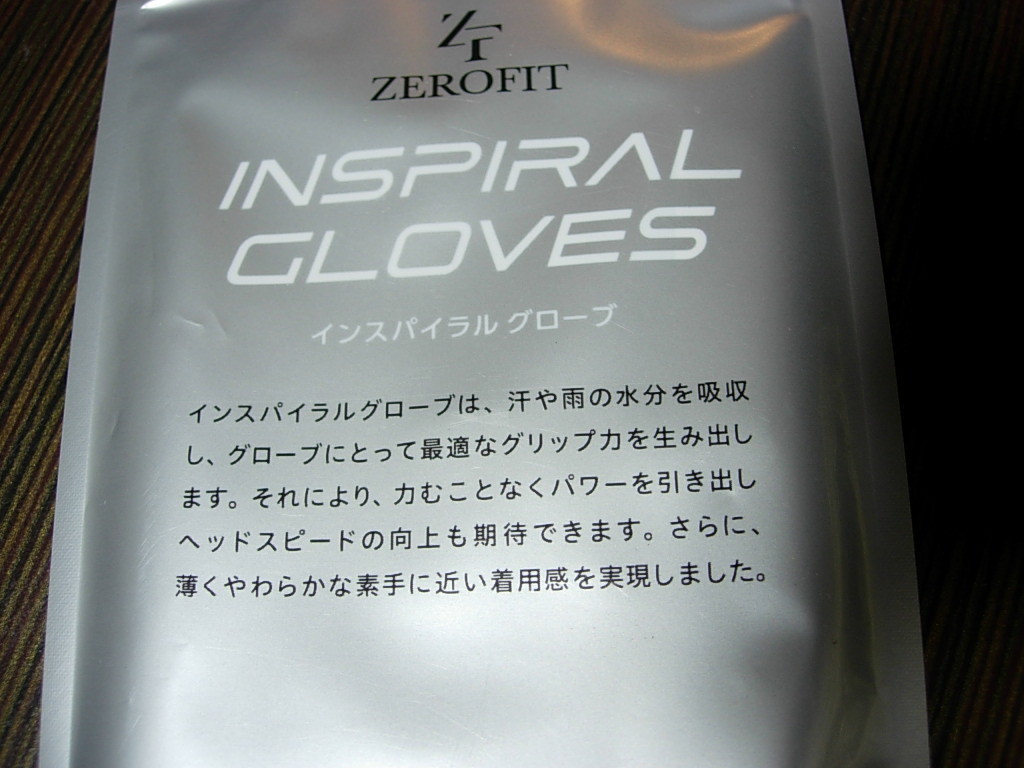 ZT
ZEROFIT
INSPIRAL
GLOVES
インスパイラル グローブ
インスパイラルグローブは、汗や雨の水分を吸収
し、グローブにとって最適なグリップ力を生み出し
ます。それにより、力むことなくパワーを引き出し
ヘッドスピードの向上も期待できます。さらに、
薄くやわらかな素手に近い着用感を実現しました。